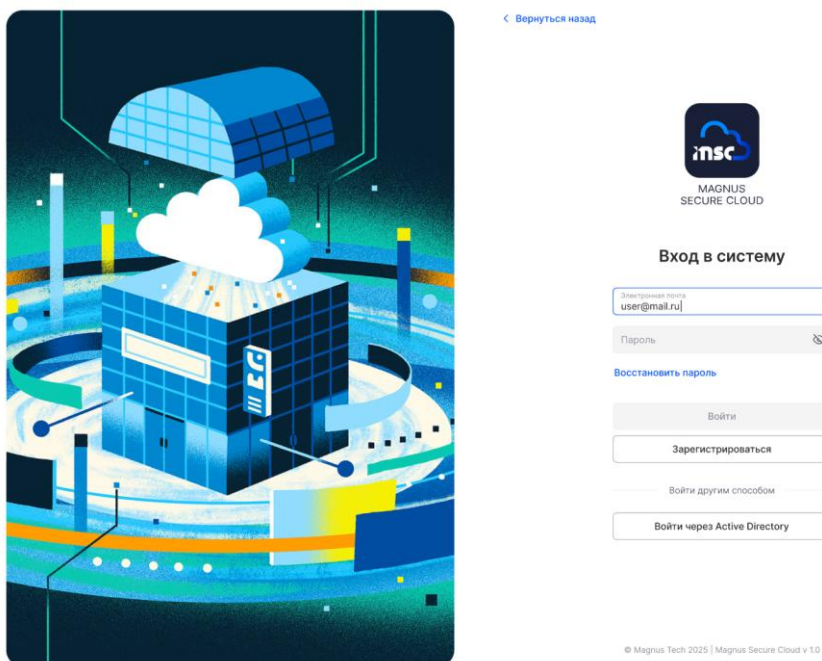 Вернуться назад
msc
MAGNUS
SECURE CLOUD
Вход в систему
Электронная почта
user@mail.ru
Пароль
Восстановить пароль
Войти
Зарегистрироваться
Войти другим способом
Войти через Active Directory
© Magnus Tech 2025 | Magnus Secure Cloud v 1.0